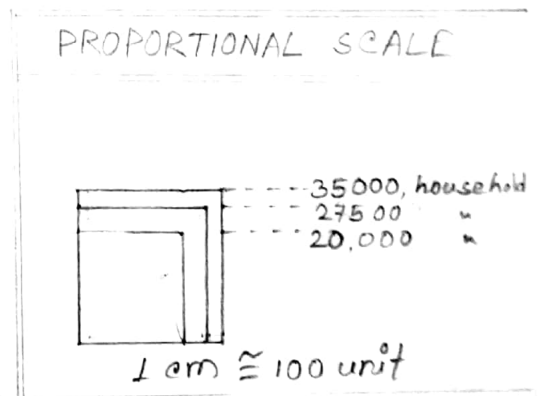 PROPORTIONAL SCALE
35000, household
27500 "
20,000 "
1 cm ≅ 100 unit